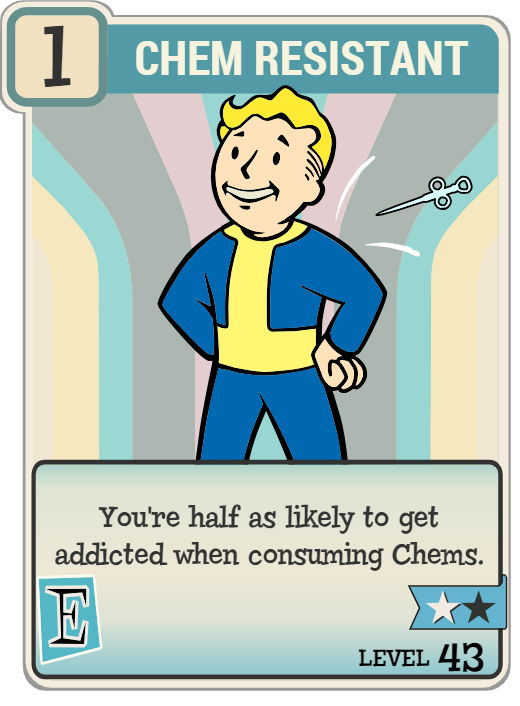 1
CHEM RESISTANT
You're half as likely to get
addicted when consuming Chems.
E
LEVEL 43